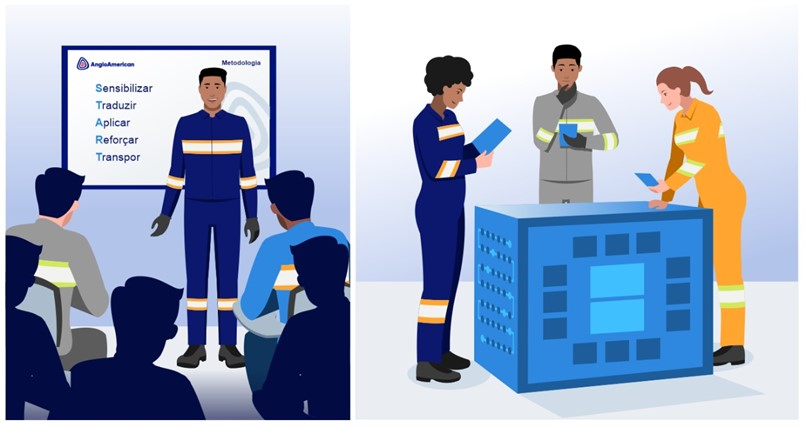 AngloAmerican
Metodologia
Sensibilizar
Traduzir
Aplicar
Reforçar
Transpor